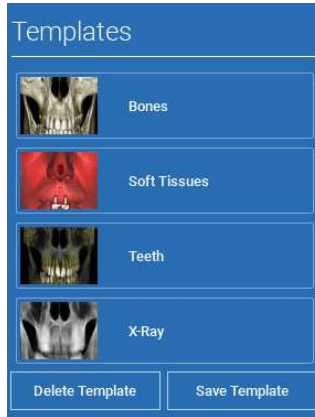 Templates
Bones
Soft Tissues
Teeth
X-Ray
Delete Template
Save Template